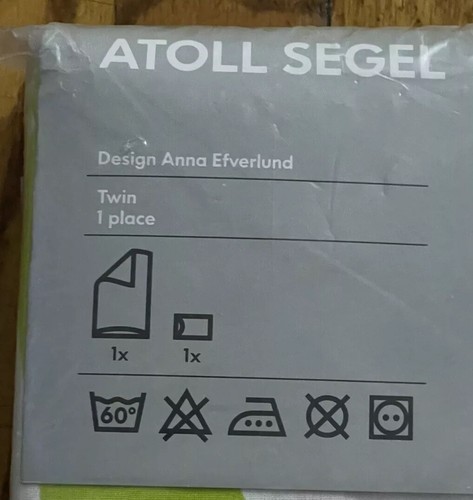 ATOLL SEGEL
Design Anna Efverlund
Twin
1 place
1x 1x
60°